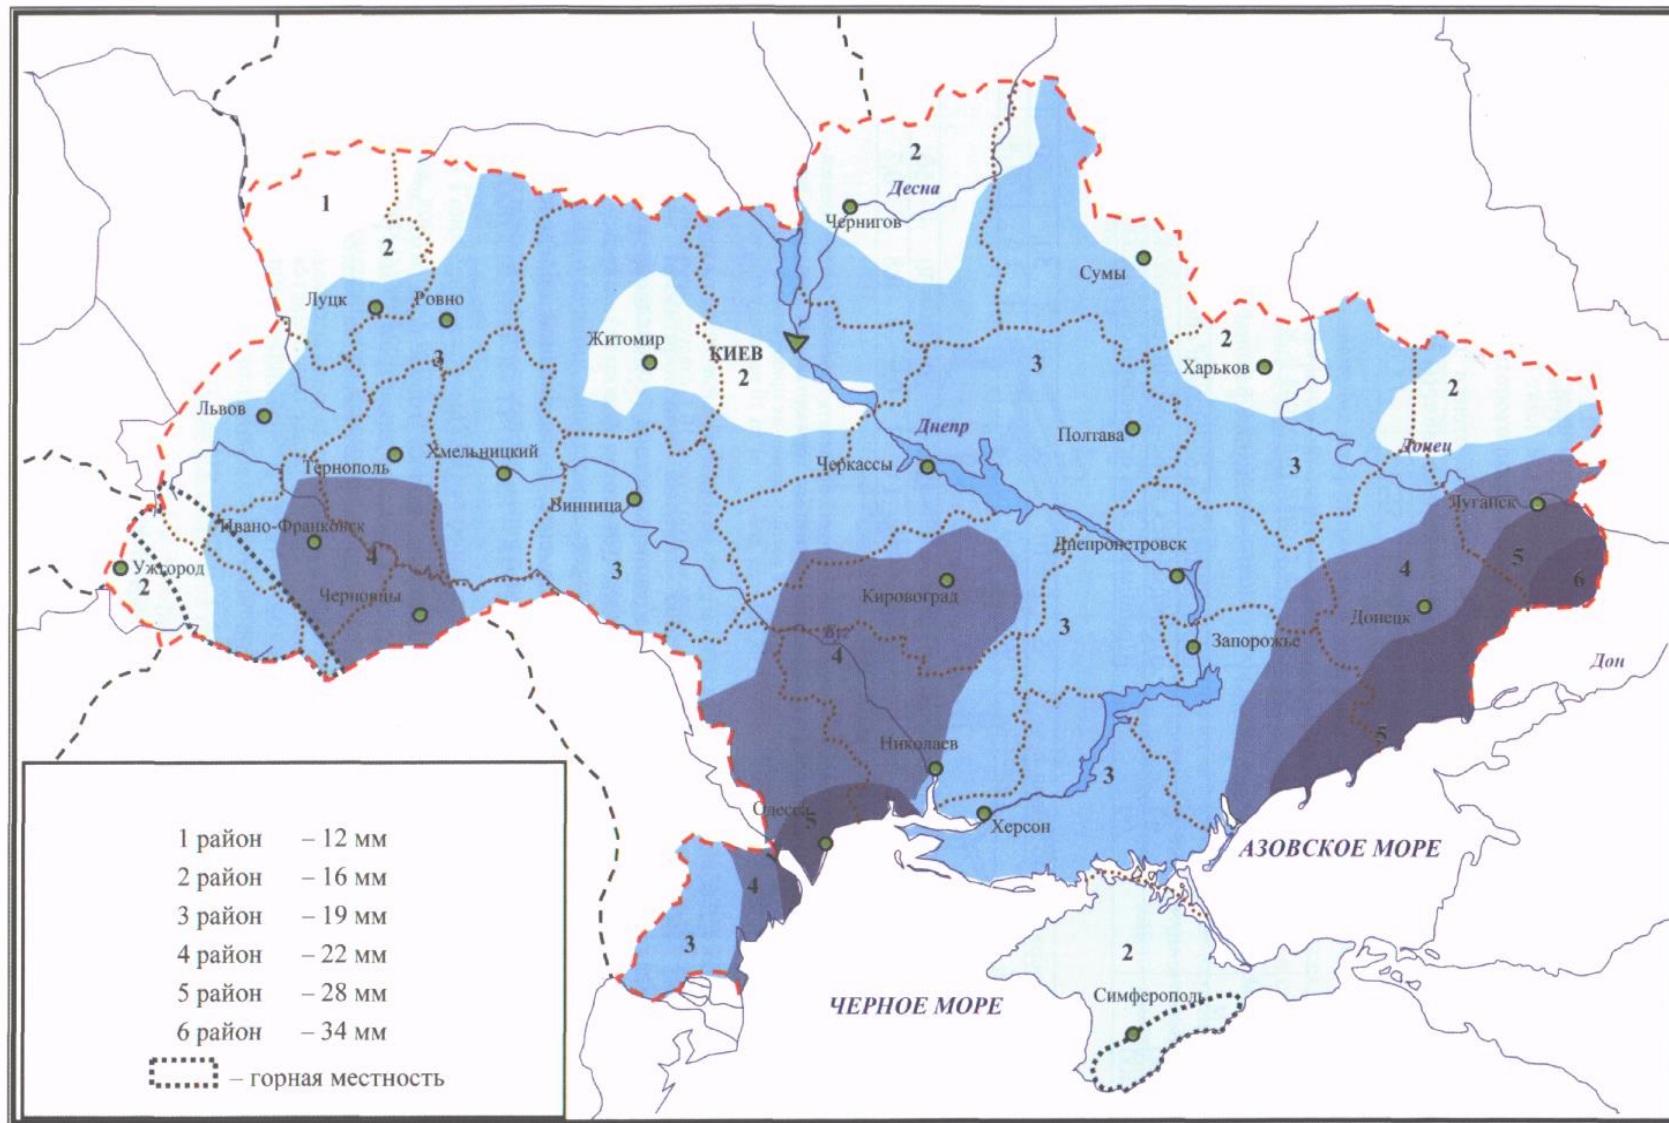 2
1
Десна
Чернигов
2
Сумы
Луцк
Ровно
Житомир
КИЕВ
2
3
3
2
Харьков
2
Львов
Днепр
Полтава
Донец
Тернополь
Хмельницкий
Черкассы
3
Винница
Луганск
Ивано-Франковск
Днепропетровск
4
3
5
Ужгород
2
4
6
Черновцы
Кировоград
Донецк
3
Буг
4
Запорожье
Дон
Николаев
5
3
Одесса
5
Херсон
АЗОВСКОЕ МОРЕ
4
3
2
Симферополь
ЧЕРНОЕ МОРЕ
1 район – 12 мм
2 район – 16 мм
3 район – 19 мм
4 район – 22 мм
5 район – 28 мм
6 район – 34 мм
– горная местность